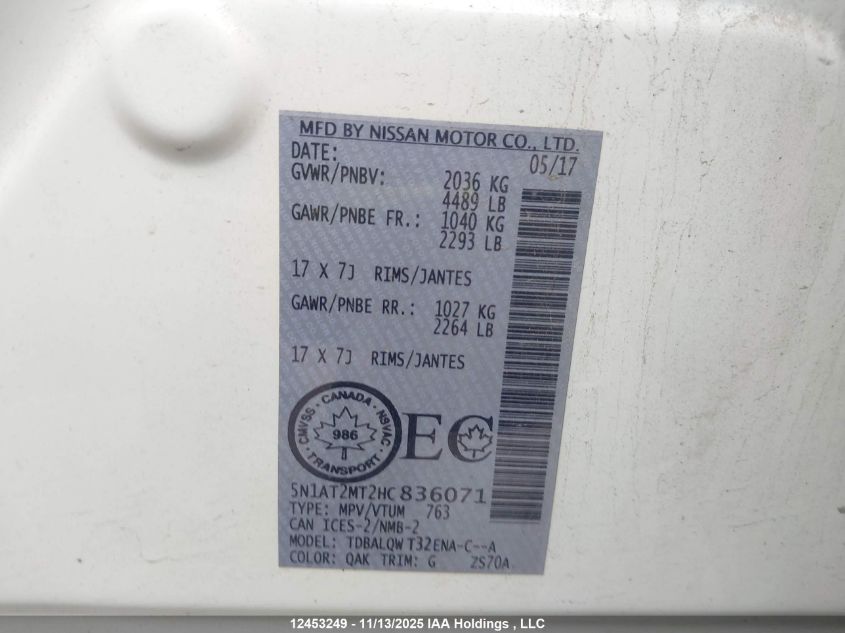 MFD BY NISSAN MOTOR CO., LTD.
DATE: 05/17
GVWR/PNBV: 2036 KG
4489 LB
GAWR/PNBE FR.: 1040 KG
2293 LB
17 X 7J RIMS/JANTES
GAWR/PNBE RR.: 1027 KG
2264 LB
17 X 7J RIMS/JANTES
CMVSS · CANADA · NSVAC
986
TRANSPORT
EC
5N1AT2MT2HC836071
TYPE: MPV/VTUM 763
CAN ICES-2/NMB-2
MODEL: TDBALQW T32ENA-C--A
COLOR: QAK TRIM: G ZS70A
12453249 - 11/13/2025 IAA Holdings , LLC